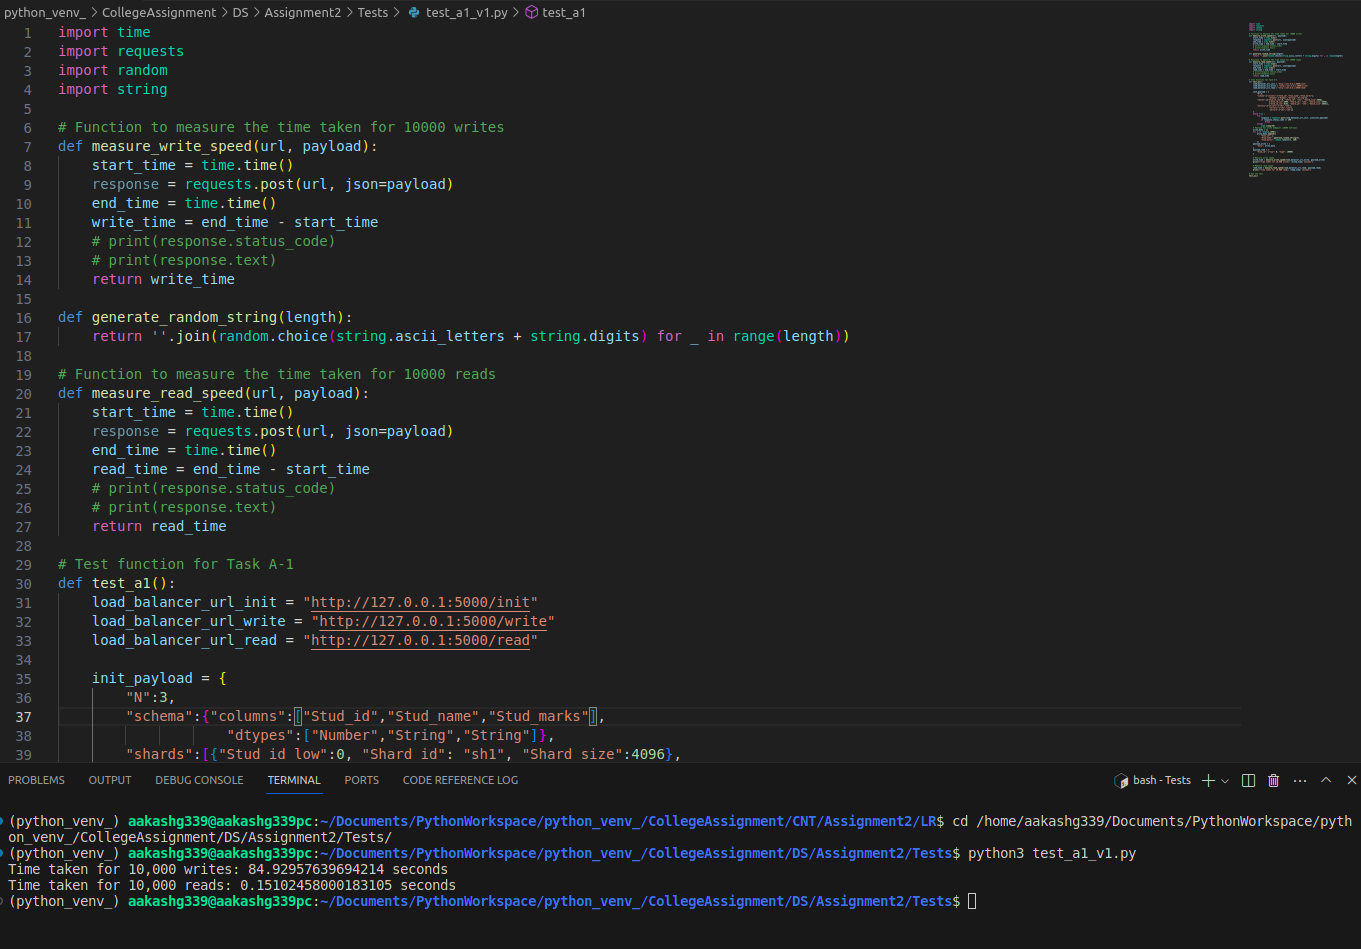 python_venv_ > CollegeAssignment > DS > Assignment2 > Tests > test_a1_v1.py > test_a1
1 import time
2 import requests
3 import random
4 import string
5
6 # Function to measure the time taken for 10000 writes
7 def measure_write_speed(url, payload):
8 start_time = time.time()
9 response = requests.post(url, json=payload)
10 end_time = time.time()
11 write_time = end_time - start_time
12 # print(response.status_code)
13 # print(response.text)
14 return write_time
15
16 def generate_random_string(length):
17 return ''.join(random.choice(string.ascii_letters + string.digits) for _ in range(length))
18
19 # Function to measure the time taken for 10000 reads
20 def measure_read_speed(url, payload):
21 start_time = time.time()
22 response = requests.post(url, json=payload)
23 end_time = time.time()
24 read_time = end_time - start_time
25 # print(response.status_code)
26 # print(response.text)
27 return read_time
28
29 # Test function for Task A-1
30 def test_a1():
31 load_balancer_url_init = "http://127.0.0.1:5000/init"
32 load_balancer_url_write = "http://127.0.0.1:5000/write"
33 load_balancer_url_read = "http://127.0.0.1:5000/read"
34
35 init_payload = {
36 "N":3,
37 "schema":{"columns":["Stud_id","Stud_name","Stud_marks"],
38 "dtypes":["Number","String","String"]},
39 "shards":[{"Stud_id_low":0, "Shard_id": "sh1", "Shard_size":4096},
PROBLEMS OUTPUT DEBUG CONSOLE TERMINAL PORTS CODE REFERENCE LOG bash - Tests
(python_venv_) aakashg339@aakashg339pc:~/Documents/PythonWorkspace/python_venv_/CollegeAssignment/CNT/Assignment2/LR$ cd /home/aakashg339/Documents/PythonWorkspace/pyth
on_venv_/CollegeAssignment/DS/Assignment2/Tests/
(python_venv_) aakashg339@aakashg339pc:~/Documents/PythonWorkspace/python_venv_/CollegeAssignment/DS/Assignment2/Tests$ python3 test_a1_v1.py
Time taken for 10,000 writes: 84.92957639694214 seconds
Time taken for 10,000 reads: 0.15102458000183105 seconds
(python_venv_) aakashg339@aakashg339pc:~/Documents/PythonWorkspace/python_venv_/CollegeAssignment/DS/Assignment2/Tests$